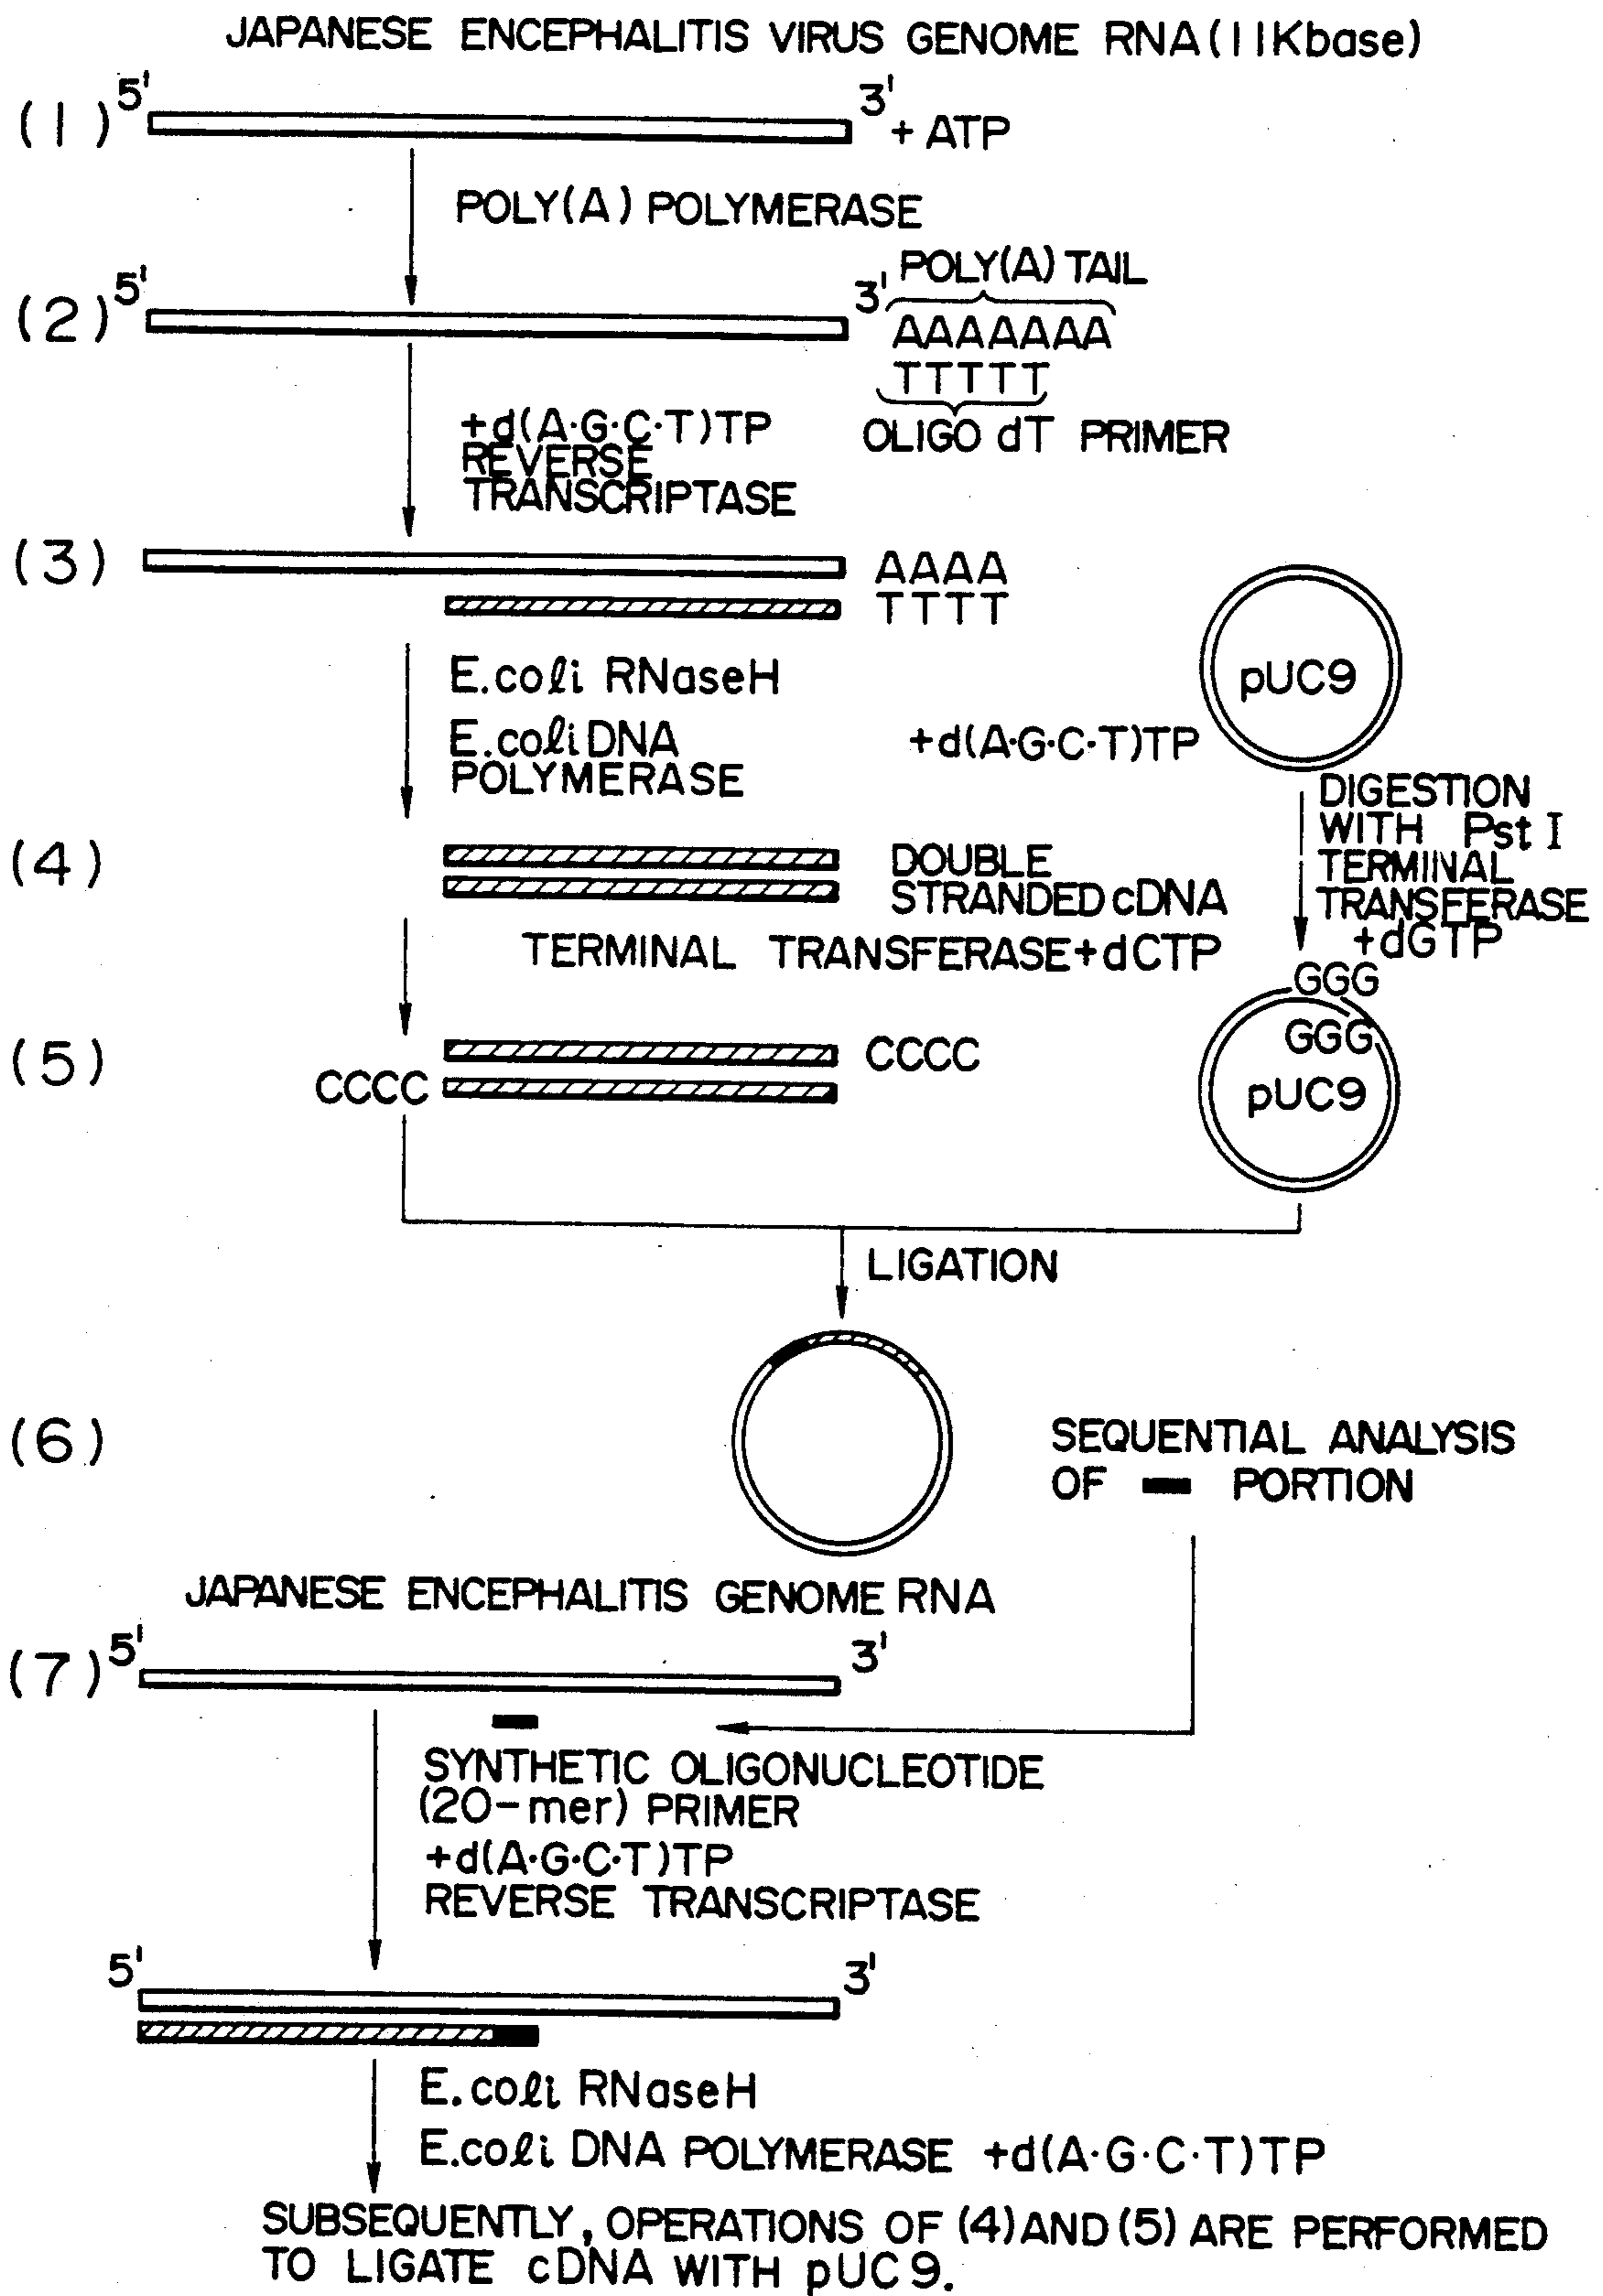 JAPANESE ENCEPHALITIS VIRUS GENOME RNA(11Kbase)
(1) 5' 3' + ATP
POLY(A) POLYMERASE
POLY(A) TAIL
(2) 5' 3' AAAAAAA
TTTTT
OLIGO dT PRIMER
+d(A·G·C·T)TP
REVERSE
TRANSCRIPTASE
(3) AAAA
TTTT
pUC9
E.coli RNaseH
E.coli DNA
POLYMERASE
+d(A·G·C·T)TP
DIGESTION
WITH Pst I
TERMINAL
TRANSFERASE
+dGTP
(4) DOUBLE
STRANDED cDNA
TERMINAL TRANSFERASE+dCTP
GGG
GGG
pUC9
(5) CCCC
CCCC
LIGATION
(6) SEQUENTIAL ANALYSIS
OF PORTION
JAPANESE ENCEPHALITIS GENOME RNA
(7) 5' 3'
SYNTHETIC OLIGONUCLEOTIDE
(20-mer) PRIMER
+d(A·G·C·T)TP
REVERSE TRANSCRIPTASE
5' 3'
E.coli RNaseH
E.coli DNA POLYMERASE +d(A·G·C·T)TP
SUBSEQUENTLY, OPERATIONS OF (4) AND (5) ARE PERFORMED
TO LIGATE cDNA WITH pUC 9.